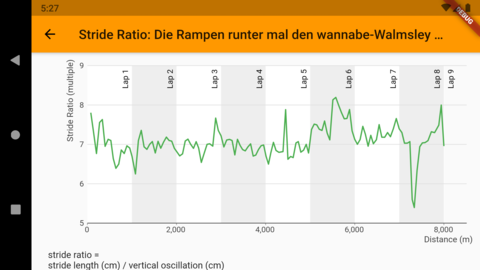 5:27
DEBUG
Stride Ratio: Die Rampen runter mal den wannabe-Walmsley ...
Stride Ratio (multiple)
9
8
7
6
5
Lap 1
Lap 2
Lap 3
Lap 4
Lap 5
Lap 6
Lap 7
Lap 8
Lap 9
0
2,000
4,000
6,000
8,000
Distance (m)
stride ratio =
stride length (cm) / vertical oscillation (cm)